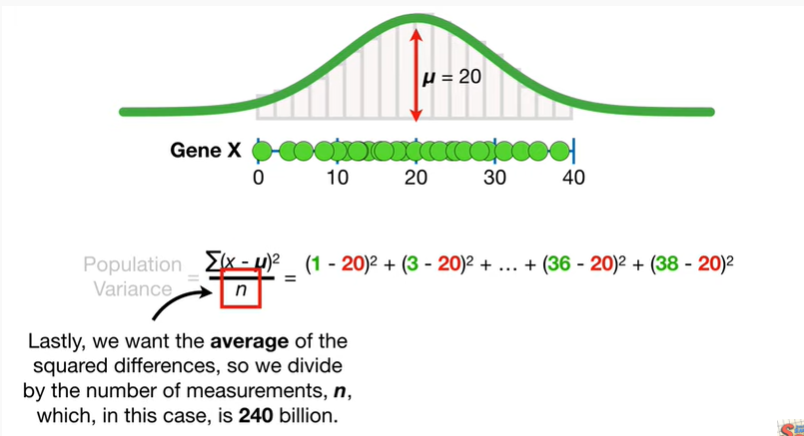 μ = 20
Gene X
0 10 20 30 40
Population Variance = Σ(x - μ)² / n = (1 - 20)² + (3 - 20)² + ... + (36 - 20)² + (38 - 20)²
Lastly, we want the average of the
squared differences, so we divide
by the number of measurements, n,
which, in this case, is 240 billion.